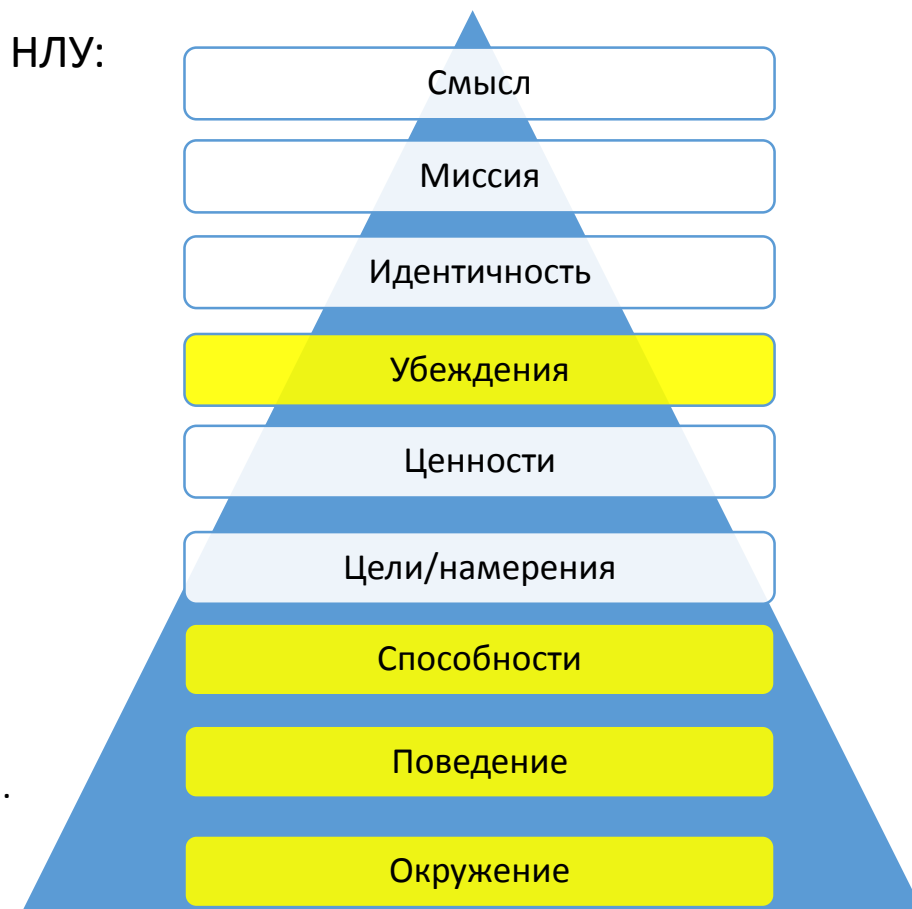 НЛУ:
Смысл
Миссия
Идентичность
Убеждения
Ценности
Цели/намерения
Способности
Поведение
.
Окружение